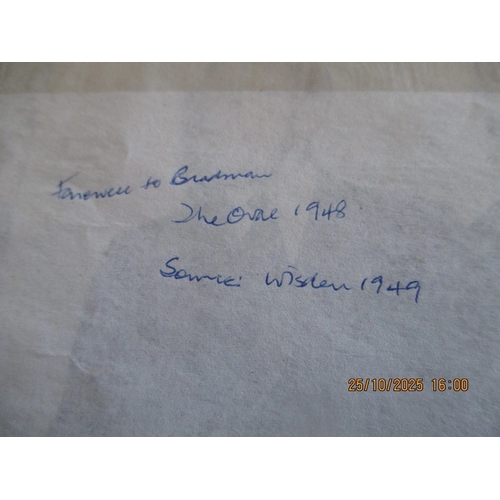 Farewell to Bradman
The Oval 1948
Source: Wisden 1949
25/10/2025 16:00